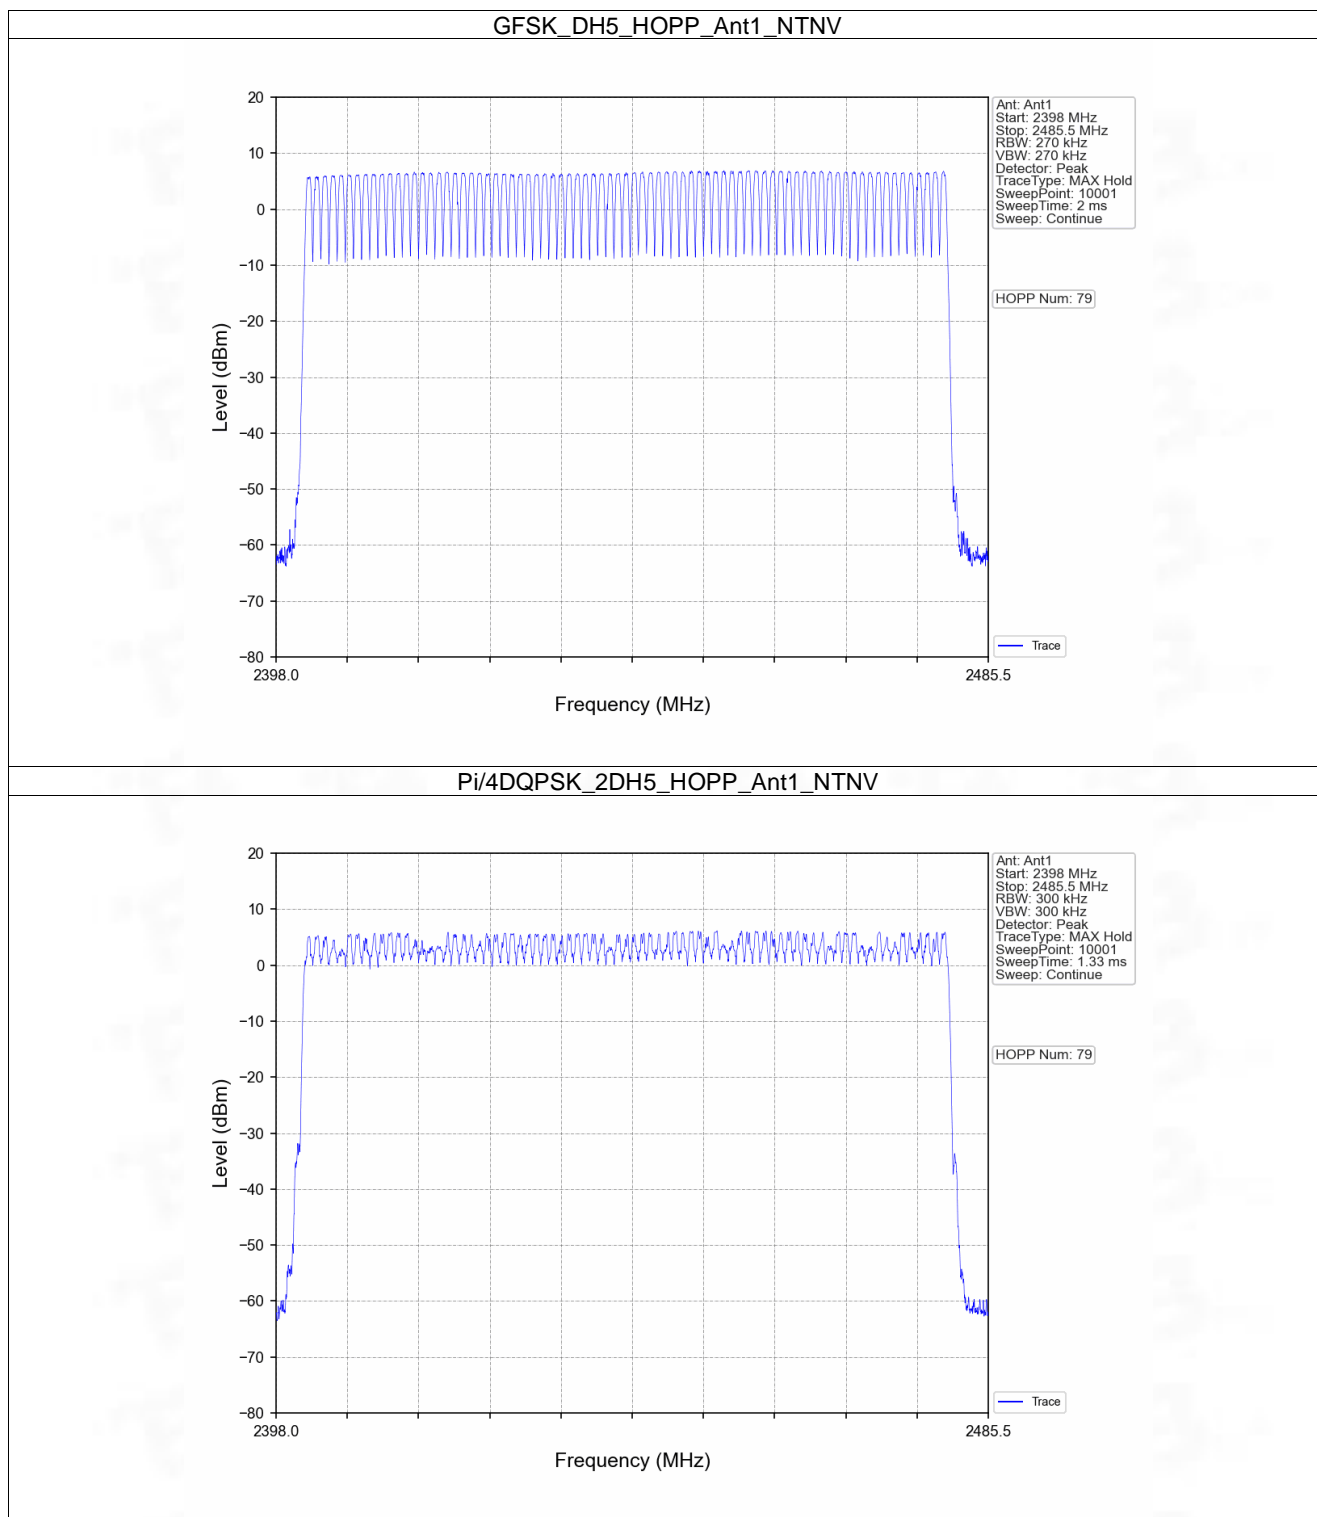 GFSK_DH5_HOPP_Ant1_NTNV
20
10
0
−10
−20
−30
−40
−50
−60
−70
−80
Level (dBm)
2398.0
2485.5
Frequency (MHz)
Ant: Ant1
Start: 2398 MHz
Stop: 2485.5 MHz
RBW: 270 kHz
VBW: 270 kHz
Detector: Peak
TraceType: MAX Hold
SweepPoint: 10001
SweepTime: 2 ms
Sweep: Continue
HOPP Num: 79
Trace
Pi/4DQPSK_2DH5_HOPP_Ant1_NTNV
20
10
0
−10
−20
−30
−40
−50
−60
−70
−80
Level (dBm)
2398.0
2485.5
Frequency (MHz)
Ant: Ant1
Start: 2398 MHz
Stop: 2485.5 MHz
RBW: 300 kHz
VBW: 300 kHz
Detector: Peak
TraceType: MAX Hold
SweepPoint: 10001
SweepTime: 1.33 ms
Sweep: Continue
HOPP Num: 79
Trace